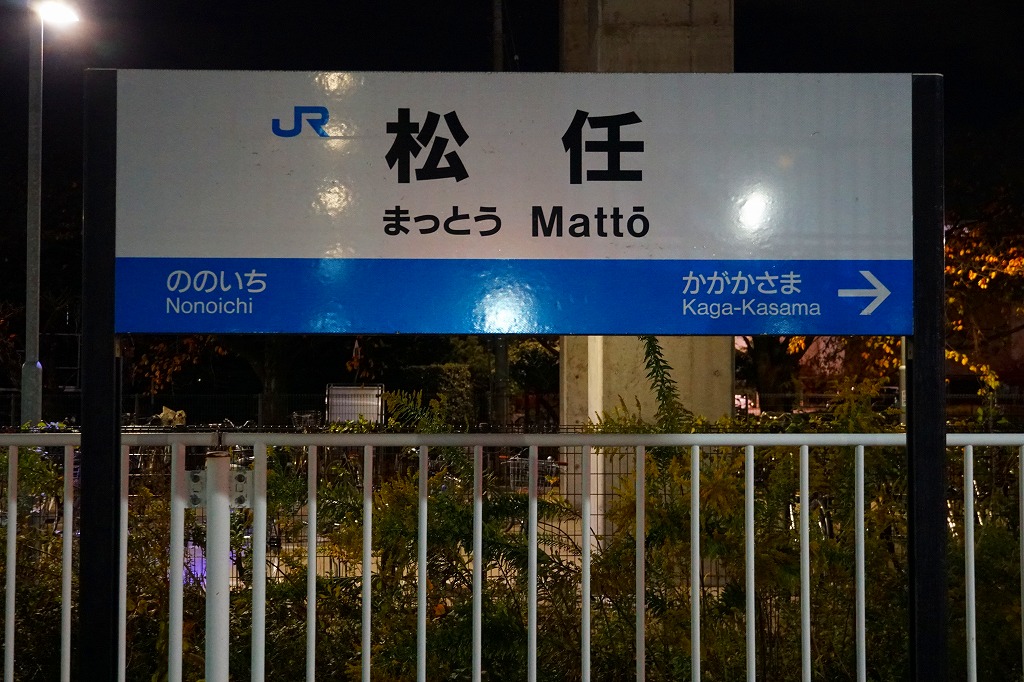 JR 松任
まっとう Mattō
ののいち
Nonoichi
かがかさま →
Kaga-Kasama